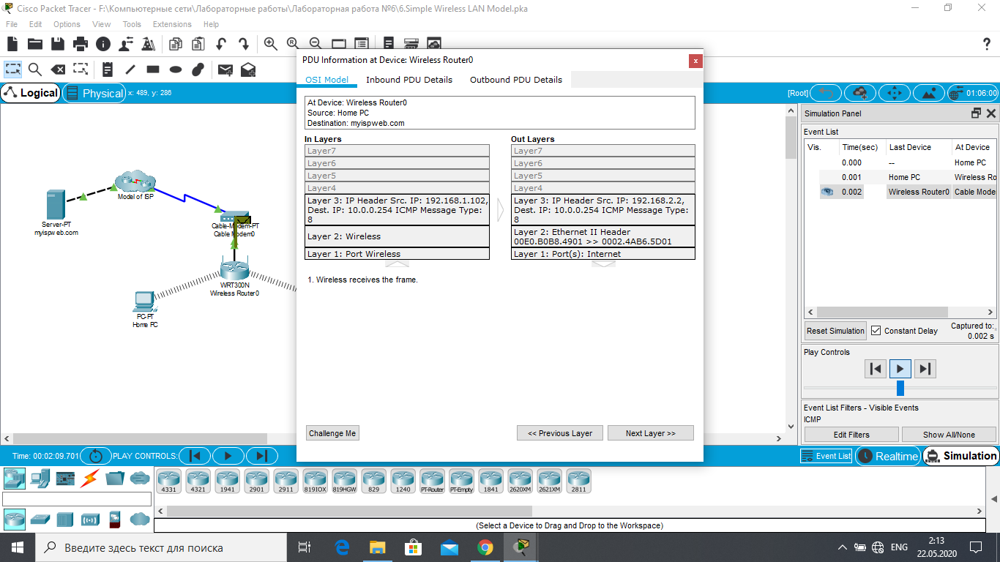 Cisco Packet Tracer - F:\Компьютерные сети\Лабораторные работы\Лабораторная работа №6\6.Simple Wireless LAN Model.pka
File Edit Options View Tools Extensions Help
Logical Physical x: 489, y: 286
[Root] 01:06:00
PDU Information at Device: Wireless Router0
x
OSI Model Inbound PDU Details Outbound PDU Details
At Device: Wireless Router0
Source: Home PC
Destination: myispweb.com
In Layers
Layer7
Layer6
Layer5
Layer4
Layer 3: IP Header Src. IP: 192.168.1.102,
Dest. IP: 10.0.0.254 ICMP Message Type:
8
Layer 2: Wireless
Layer 1: Port Wireless
Out Layers
Layer7
Layer6
Layer5
Layer4
Layer 3: IP Header Src. IP: 192.168.2.2,
Dest. IP: 10.0.0.254 ICMP Message Type:
8
Layer 2: Ethernet II Header
00E0.B0B8.4901 >> 0002.4AB6.5D01
Layer 1: Port(s): Internet
1. Wireless receives the frame.
Challenge Me << Previous Layer Next Layer >>
Model of ISP
Server-PT
myispweb.com
Cable-Modem-PT
Cable Modem0
WRT300N
Wireless Router0
PC-PT
Home PC
Simulation Panel
Event List
Vis. Time(sec) Last Device At Device
0.000 -- Home PC
0.001 Home PC Wireless Ro
0.002 Wireless Router0 Cable Mode
Reset Simulation Constant Delay
Captured to:
0.002 s
Play Controls
Event List Filters - Visible Events
ICMP
Edit Filters Show All/None
Time: 00:02:09.701 PLAY CONTROLS:
Event List Realtime Simulation
4331 4321 1941 2901 2911 819IOX 819HGW 829 1240 PT-Router PT-Empty 1841 2620XM 2621XM 2811
(Select a Device to Drag and Drop to the Workspace)
Введите здесь текст для поиска
ENG
2:13
22.05.2020